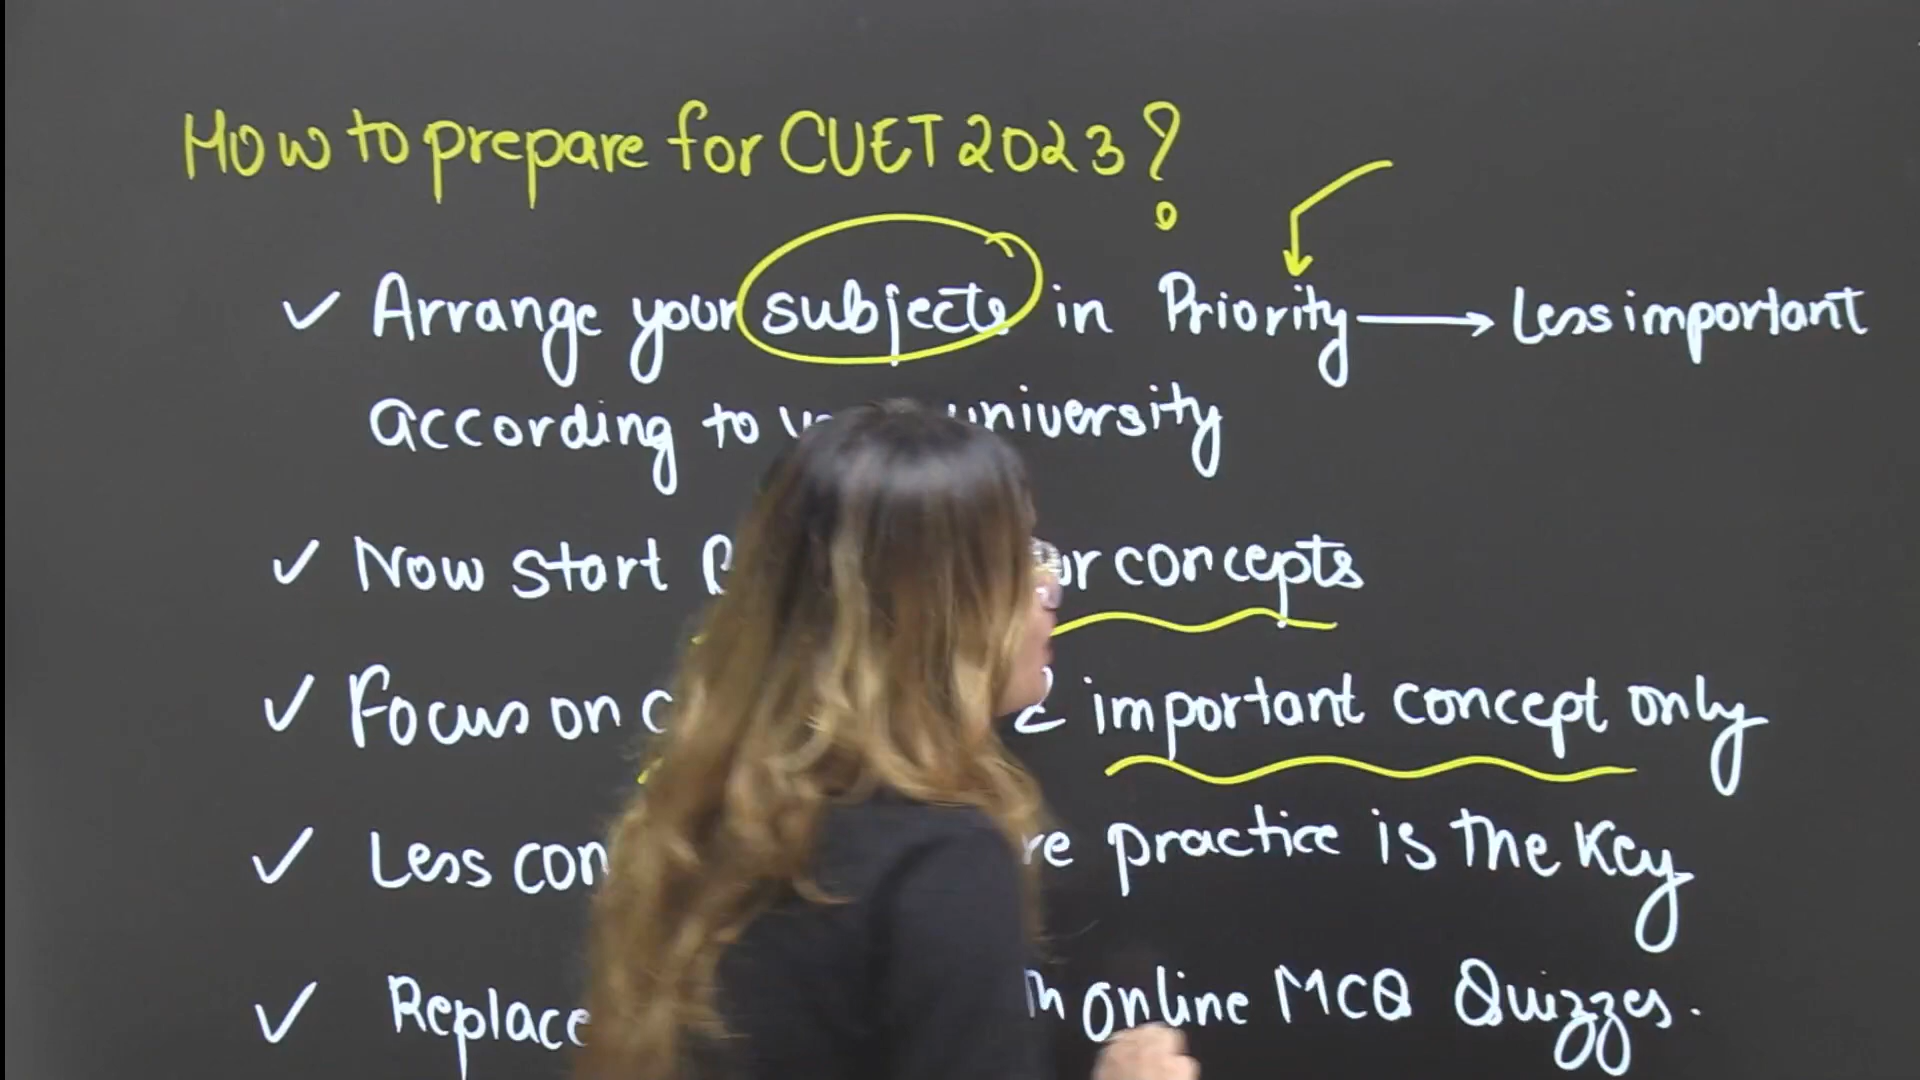 How to prepare for CUET 2023?
✓ Arrange your subjects in Priority → Less important
according to university
✓ Now start concepts
✓ Focus on important concept only
✓ Less practice is the key
✓ Replace online MCQ Quizzes.